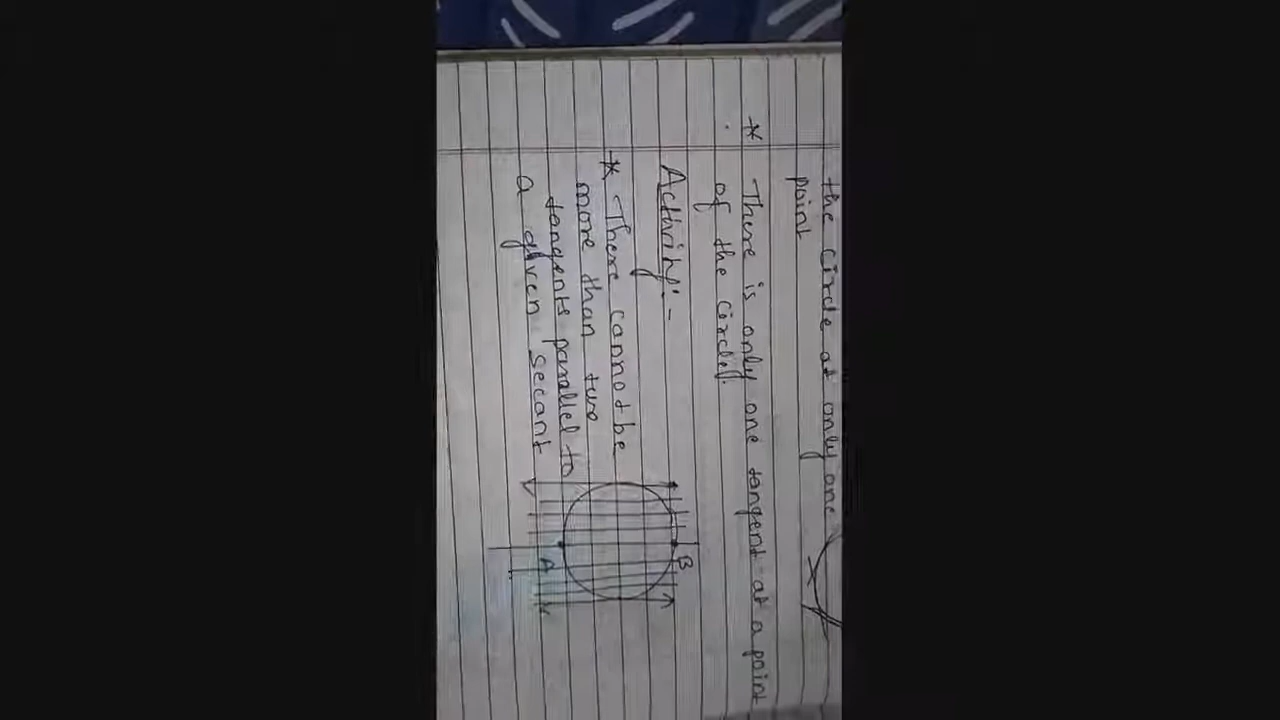 the circle at only one
point
* There is only one tangent at a point
of the circle.
Activity:-
* There cannot be
more than two
tangents parallel to
a given secant
B
A